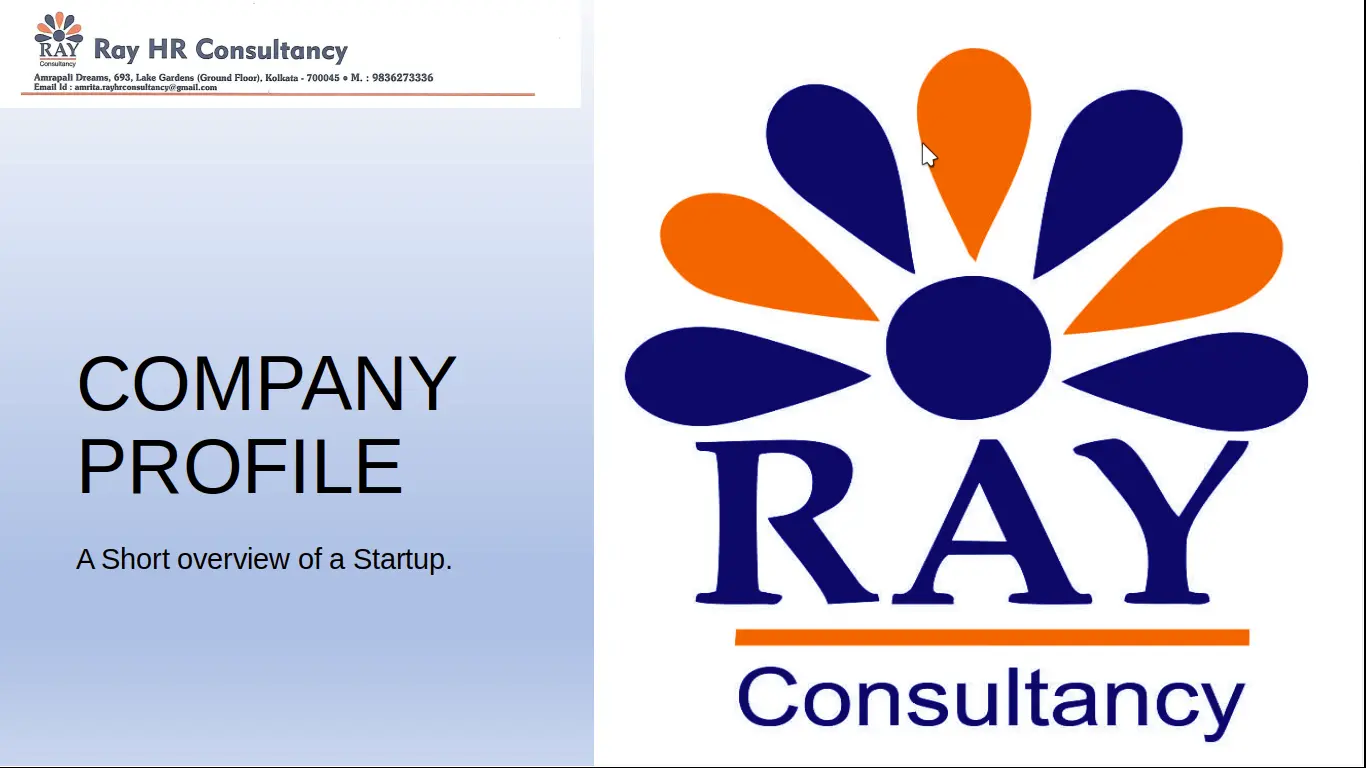 RAY
Consultancy
Ray HR Consultancy
Amrapali Dreams, 693, Lake Gardens (Ground Floor), Kolkata - 700045 ● M. : 9836273336
Email Id : amrita.rayhrconsultancy@gmail.com
COMPANY
PROFILE
A Short overview of a Startup.
RAY
Consultancy